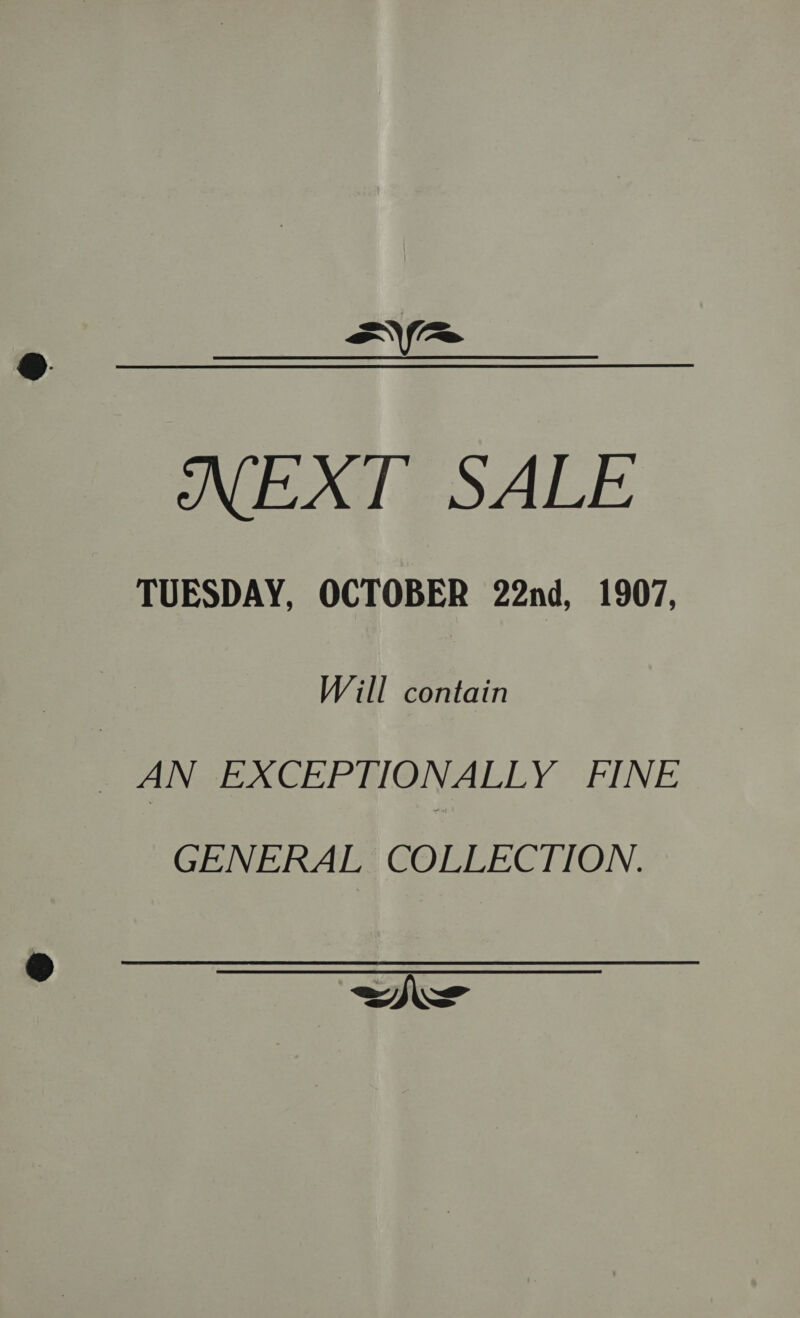 NEXT SALE
TUESDAY, OCTOBER 22nd, 1907,
Will contain
AN EXCEPTIONALLY FINE
GENERAL COLLECTION.